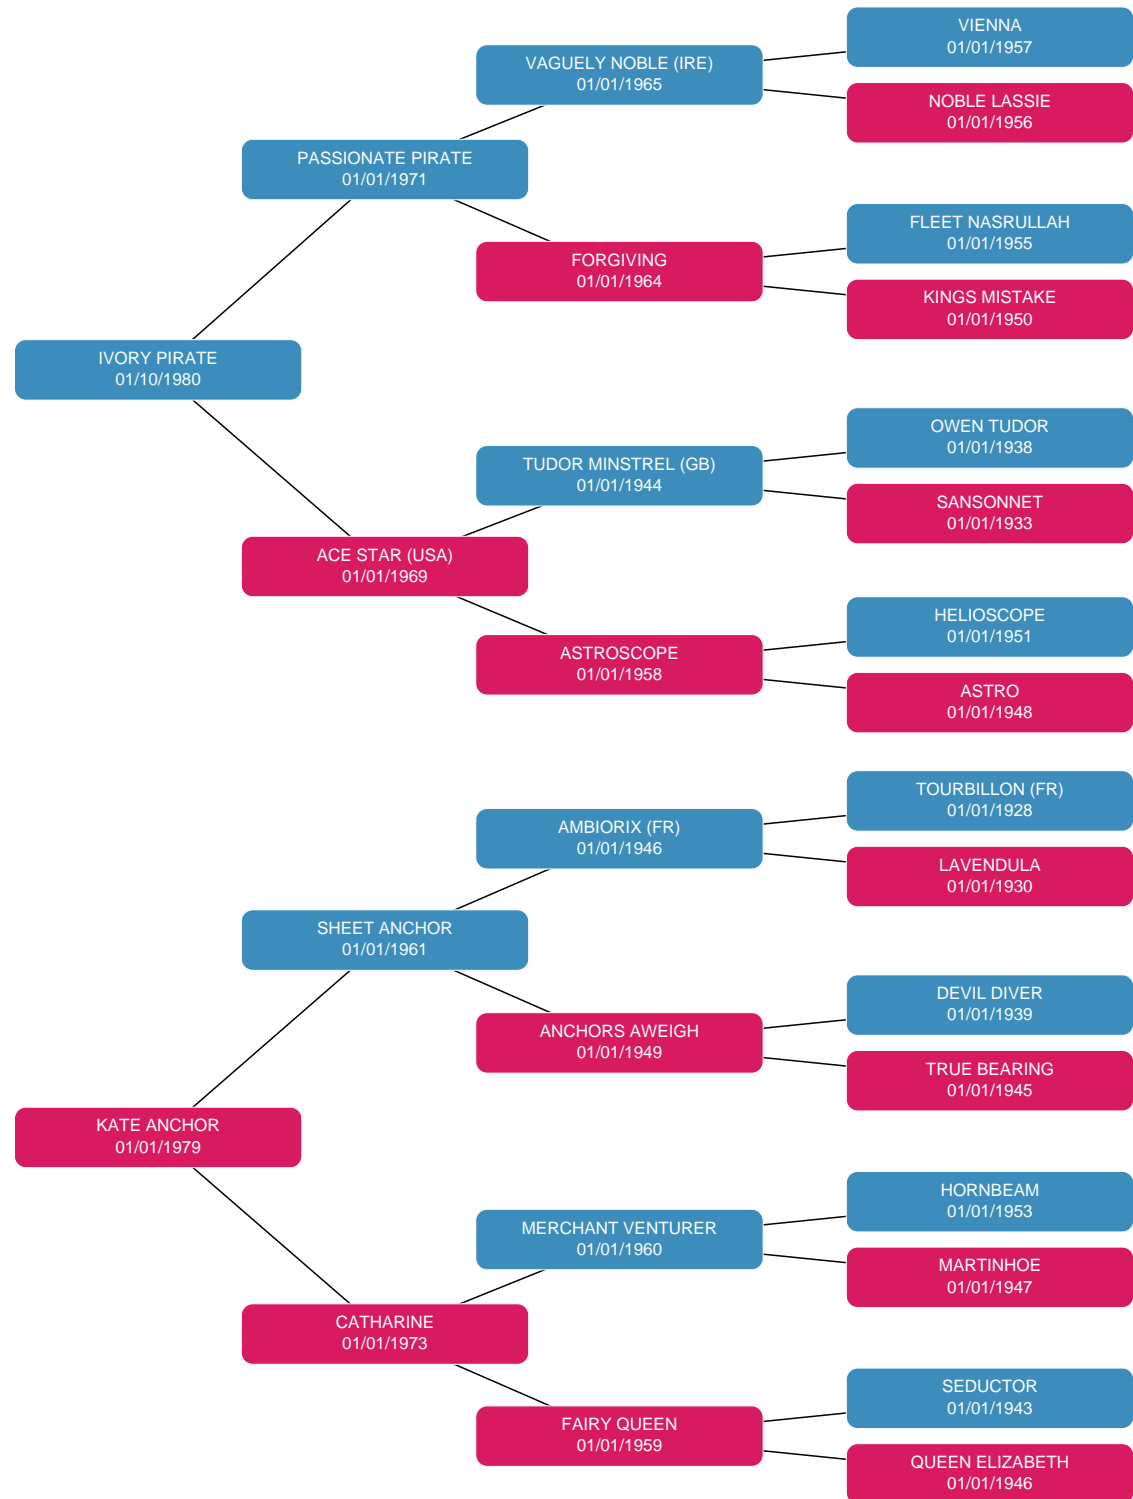 VIENNA
01/01/1957
VAGUELY NOBLE (IRE)
01/01/1965
NOBLE LASSIE
01/01/1956
PASSIONATE PIRATE
01/01/1971
FLEET NASRULLAH
01/01/1955
FORGIVING
01/01/1964
KINGS MISTAKE
01/01/1950
IVORY PIRATE
01/10/1980
OWEN TUDOR
01/01/1938
TUDOR MINSTREL (GB)
01/01/1944
SANSONNET
01/01/1933
ACE STAR (USA)
01/01/1969
HELIOSCOPE
01/01/1951
ASTROSCOPE
01/01/1958
ASTRO
01/01/1948
TOURBILLON (FR)
01/01/1928
AMBIORIX (FR)
01/01/1946
LAVENDULA
01/01/1930
SHEET ANCHOR
01/01/1961
DEVIL DIVER
01/01/1939
ANCHORS AWEIGH
01/01/1949
TRUE BEARING
01/01/1945
KATE ANCHOR
01/01/1979
HORNBEAM
01/01/1953
MERCHANT VENTURER
01/01/1960
MARTINHOE
01/01/1947
CATHARINE
01/01/1973
SEDUCTOR
01/01/1943
FAIRY QUEEN
01/01/1959
QUEEN ELIZABETH
01/01/1946